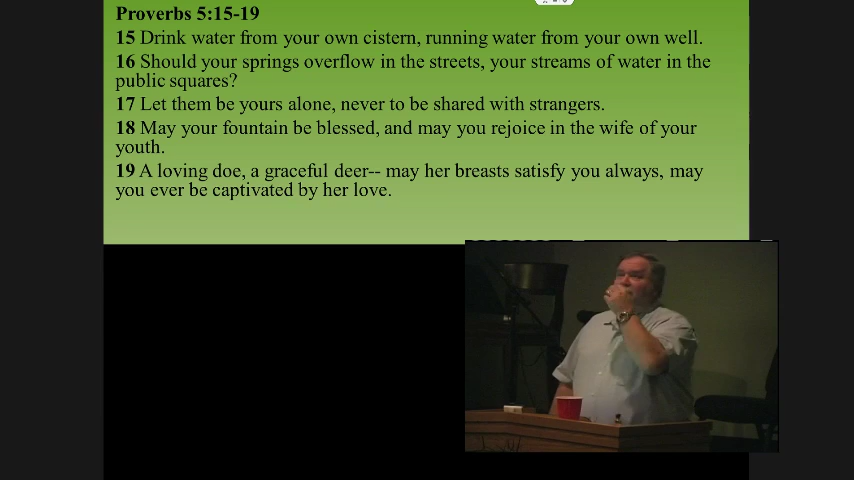 Proverbs 5:15-19
15 Drink water from your own cistern, running water from your own well.
16 Should your springs overflow in the streets, your streams of water in the
public squares?
17 Let them be yours alone, never to be shared with strangers.
18 May your fountain be blessed, and may you rejoice in the wife of your
youth.
19 A loving doe, a graceful deer-- may her breasts satisfy you always, may
you ever be captivated by her love.